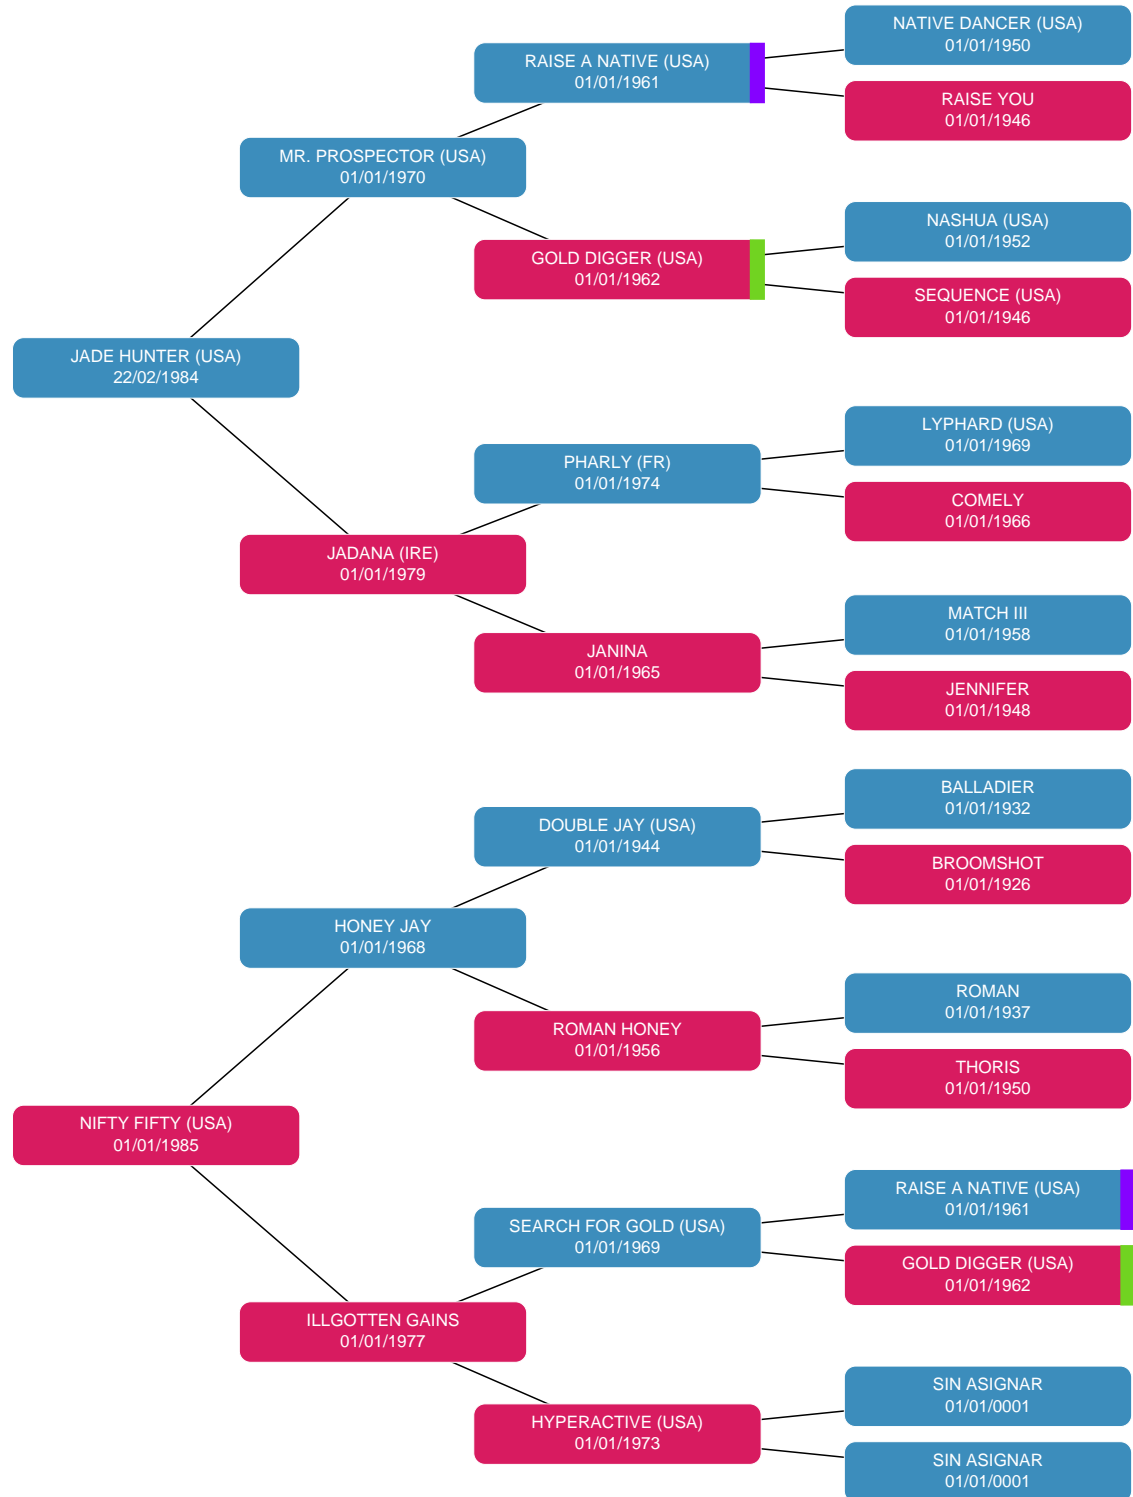 NATIVE DANCER (USA)
01/01/1950
RAISE A NATIVE (USA)
01/01/1961
RAISE YOU
01/01/1946
MR. PROSPECTOR (USA)
01/01/1970
NASHUA (USA)
01/01/1952
GOLD DIGGER (USA)
01/01/1962
SEQUENCE (USA)
01/01/1946
JADE HUNTER (USA)
22/02/1984
LYPHARD (USA)
01/01/1969
PHARLY (FR)
01/01/1974
COMELY
01/01/1966
JADANA (IRE)
01/01/1979
MATCH III
01/01/1958
JANINA
01/01/1965
JENNIFER
01/01/1948
BALLADIER
01/01/1932
DOUBLE JAY (USA)
01/01/1944
BROOMSHOT
01/01/1926
HONEY JAY
01/01/1968
ROMAN
01/01/1937
ROMAN HONEY
01/01/1956
THORIS
01/01/1950
NIFTY FIFTY (USA)
01/01/1985
RAISE A NATIVE (USA)
01/01/1961
SEARCH FOR GOLD (USA)
01/01/1969
GOLD DIGGER (USA)
01/01/1962
ILLGOTTEN GAINS
01/01/1977
SIN ASIGNAR
01/01/0001
HYPERACTIVE (USA)
01/01/1973
SIN ASIGNAR
01/01/0001